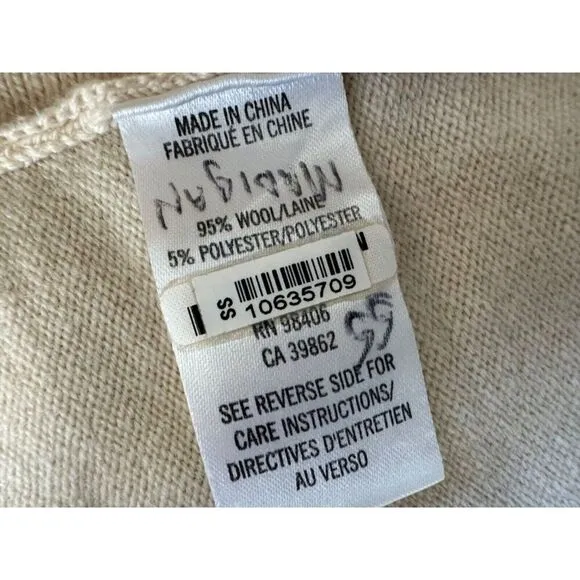 MADE IN CHINA
FABRIQUÉ EN CHINE
MADIGAN
95% WOOL/LAINE
5% POLYESTER/POLYESTER
SS
10635709
RN 98406
CA 39862
SEE REVERSE SIDE FOR
CARE INSTRUCTIONS/
DIRECTIVES D'ENTRETIEN
AU VERSO